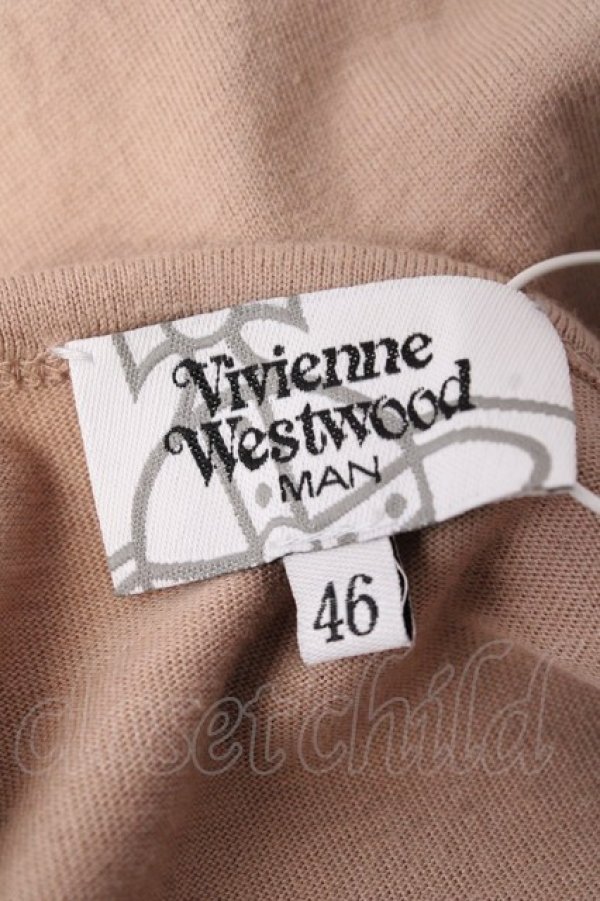 Vivienne
Westwood
MAN
46
closet child